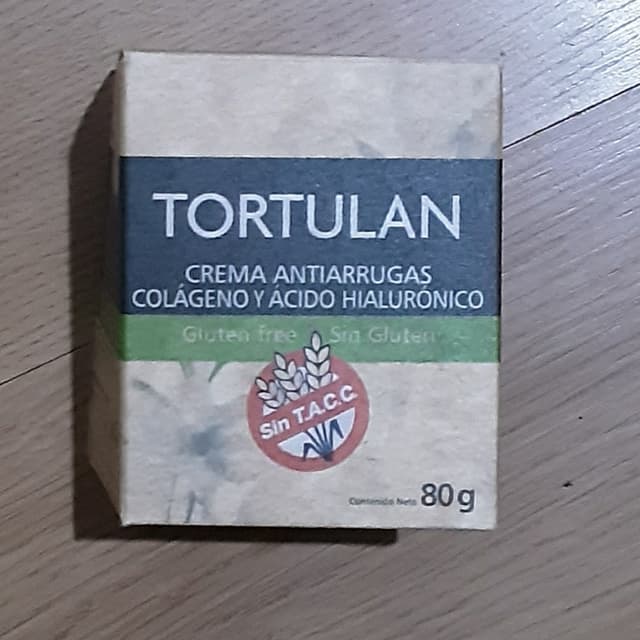 TORTULAN
CREMA ANTIARRUGAS
COLÁGENO Y ÁCIDO HIALURÓNICO
Gluten free Sin Gluten
Sin T.A.C.C.
Contenido Neto 80g